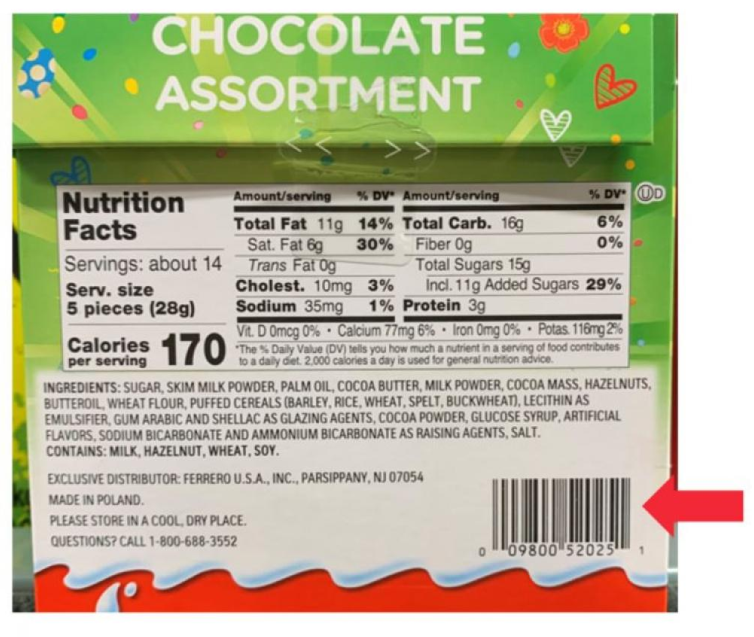 CHOCOLATE
ASSORTMENT
Nutrition
Facts
Servings: about 14
Serv. size
5 pieces (28g)
Calories 170
per serving
Amount/serving % DV*
Total Fat 11g 14%
Sat. Fat 6g 30%
Trans Fat 0g
Cholest. 10mg 3%
Sodium 35mg 1%
Amount/serving % DV*
Total Carb. 16g 6%
Fiber 0g 0%
Total Sugars 15g
Incl. 11g Added Sugars 29%
Protein 3g
Vit. D 0mcg 0% • Calcium 77mg 6% • Iron 0mg 0% • Potas. 116mg 2%
*The % Daily Value (DV) tells you how much a nutrient in a serving of food contributes
to a daily diet. 2,000 calories a day is used for general nutrition advice.
UD
INGREDIENTS: SUGAR, SKIM MILK POWDER, PALM OIL, COCOA BUTTER, MILK POWDER, COCOA MASS, HAZELNUTS,
BUTTEROIL, WHEAT FLOUR, PUFFED CEREALS (BARLEY, RICE, WHEAT, SPELT, BUCKWHEAT), LECITHIN AS
EMULSIFIER, GUM ARABIC AND SHELLAC AS GLAZING AGENTS, COCOA POWDER, GLUCOSE SYRUP, ARTIFICIAL
FLAVORS, SODIUM BICARBONATE AND AMMONIUM BICARBONATE AS RAISING AGENTS, SALT.
CONTAINS: MILK, HAZELNUT, WHEAT, SOY.
EXCLUSIVE DISTRIBUTOR: FERRERO U.S.A., INC., PARSIPPANY, NJ 07054
MADE IN POLAND.
PLEASE STORE IN A COOL, DRY PLACE.
QUESTIONS? CALL 1-800-688-3552
0 09800 52025 1